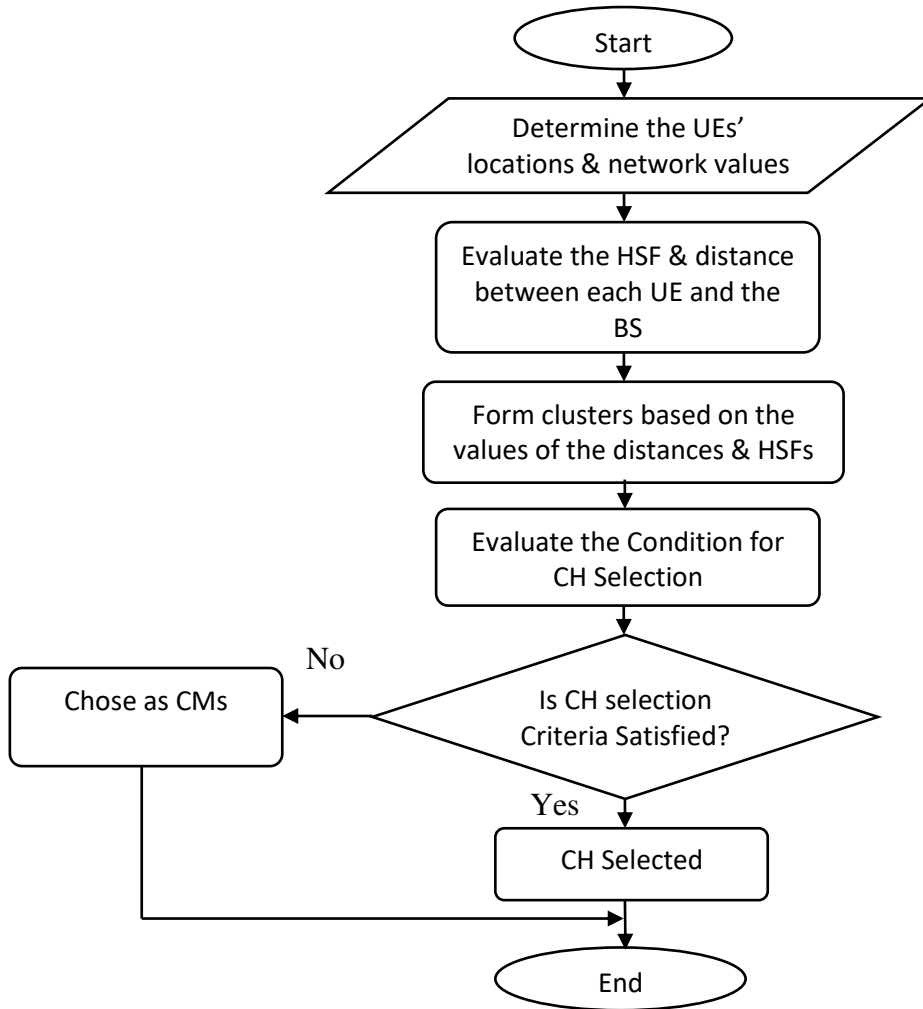 Start
Determine the UEs’
locations & network values
Evaluate the HSF & distance
between each UE and the
BS
Form clusters based on the
values of the distances & HSFs
Evaluate the Condition for
CH Selection
No
Chose as CMs
Is CH selection
Criteria Satisfied?
Yes
CH Selected
End